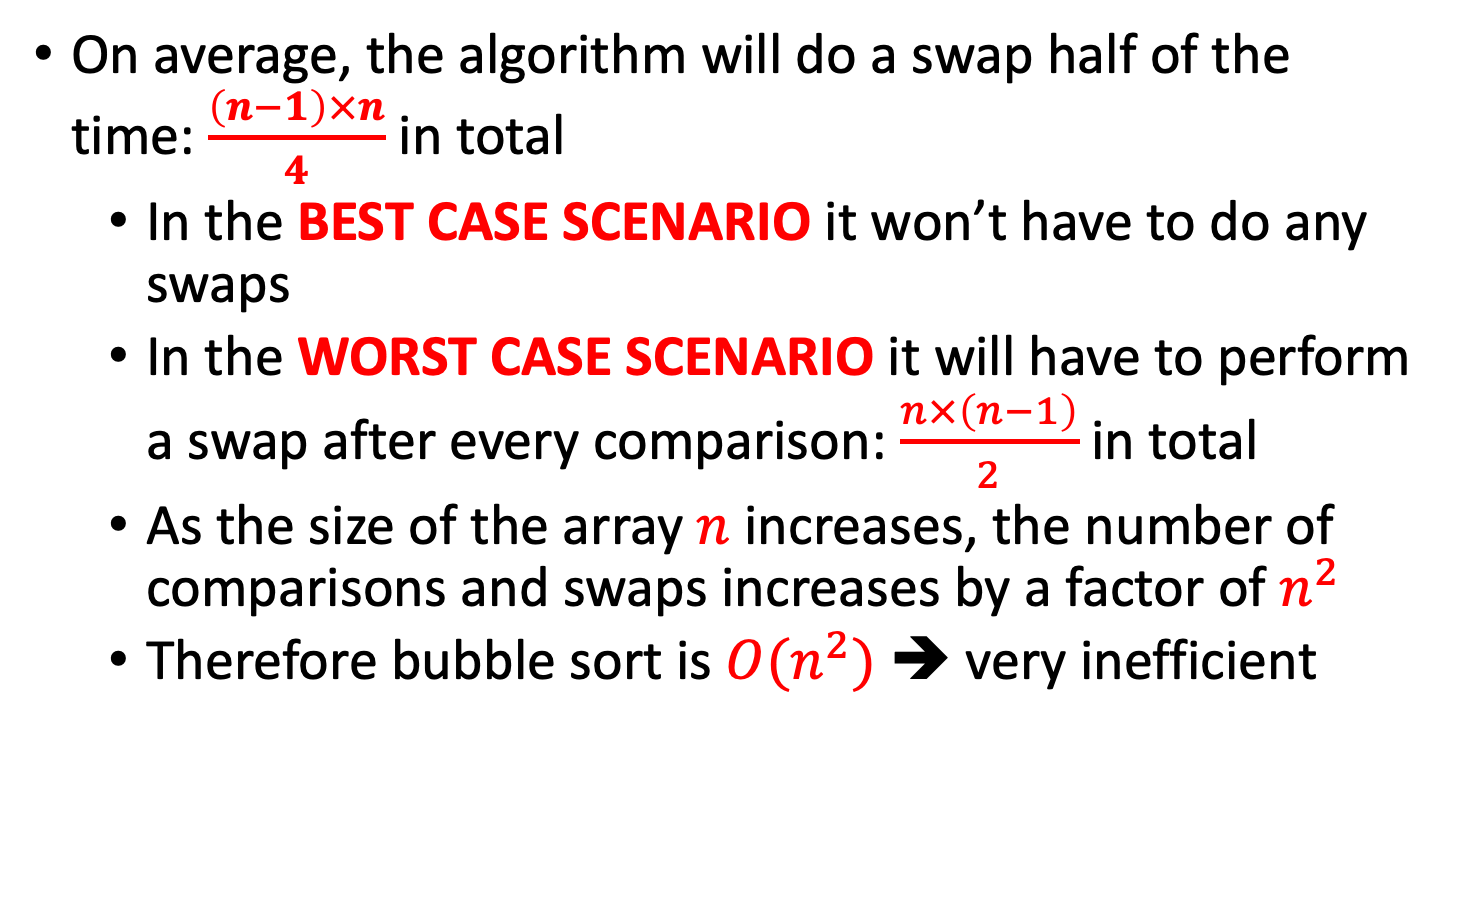 • On average, the algorithm will do a swap half of the
time: (n−1)×n / 4 in total
• In the BEST CASE SCENARIO it won’t have to do any
swaps
• In the WORST CASE SCENARIO it will have to perform
a swap after every comparison: n×(n−1) / 2 in total
• As the size of the array n increases, the number of
comparisons and swaps increases by a factor of n²
• Therefore bubble sort is O(n²) ➔ very inefficient